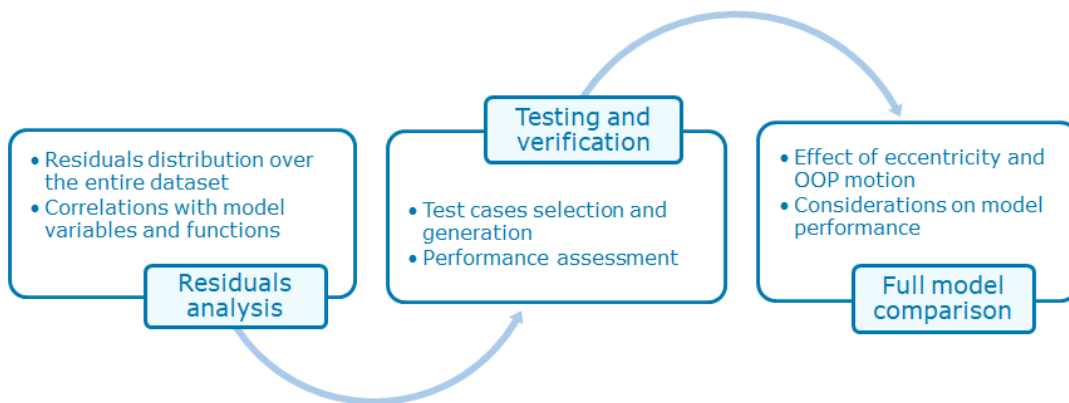 • Residuals distribution over
the entire dataset
• Correlations with model
variables and functions
Residuals
analysis
Testing and
verification
• Test cases selection and
generation
• Performance assessment
• Effect of eccentricity and
OOP motion
• Considerations on model
performance
Full model
comparison